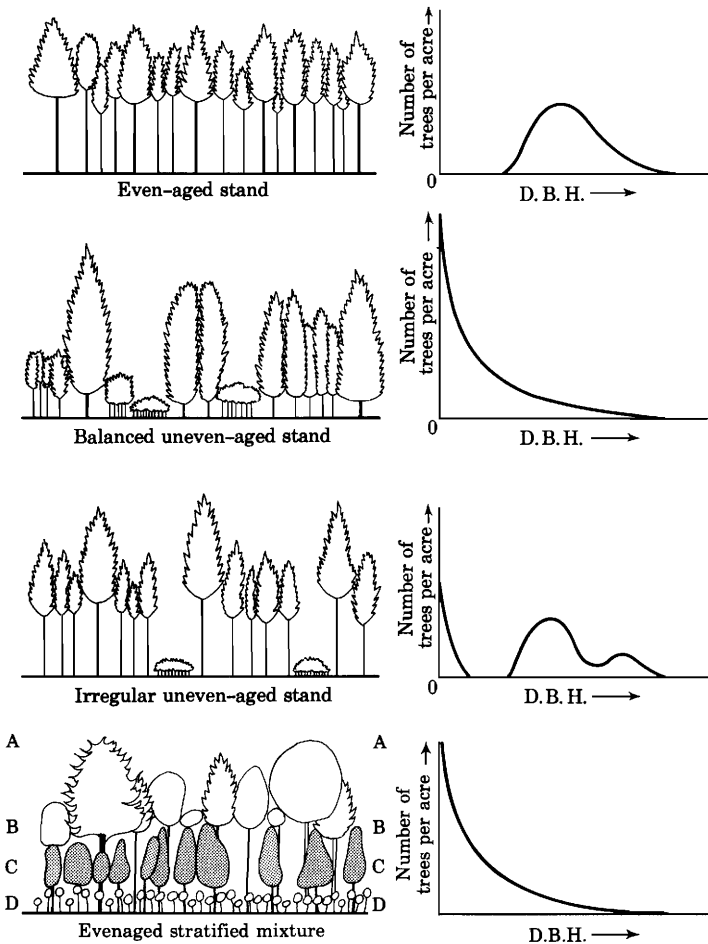 Number of
trees per acre
0
D. B. H.
Even-aged stand
Number of
trees per acre
0
D. B. H.
Balanced uneven-aged stand
Number of
trees per acre
0
D. B. H.
Irregular uneven-aged stand
A
A
B
B
C
C
D
D
Number of
trees per acre
D.B.H.
Evenaged stratified mixture